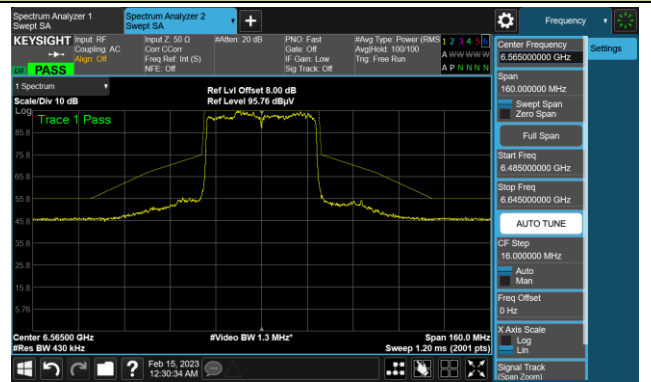 Spectrum Analyzer 1
Swept SA
Spectrum Analyzer 2
Swept SA
Frequency
KEYSIGHT
Input: RF
Coupling: AC
Align: Off
Input Z: 50 Ω
Corr CCorr
Freq Ref: Int (S)
NFE: Off
#Atten: 20 dB
PNO: Fast
Gate: Off
IF Gain: Low
Sig Track: Off
#Avg Type: Power (RMS
Avg|Hold: 100/100
Trig: Free Run
1 2 3 4 5 6
A W W W W W
A P N N N N
PASS
1 Spectrum
Scale/Div 10 dB
Ref Lvl Offset 8.00 dB
Ref Level 95.76 dBµV
Log
Trace 1 Pass
85.8
75.8
65.8
55.8
45.8
35.8
25.8
15.8
5.76
Center 6.56500 GHz
#Video BW 1.3 MHz*
Span 160.0 MHz
#Res BW 430 kHz
Sweep 1.20 ms (2001 pts)
Feb 15, 2023
12:30:34 AM
Settings
Center Frequency
6.565000000 GHz
Span
160.000000 MHz
Swept Span
Zero Span
Full Span
Start Freq
6.485000000 GHz
Stop Freq
6.645000000 GHz
AUTO TUNE
CF Step
16.000000 MHz
Auto
Man
Freq Offset
0 Hz
X Axis Scale
Log
Lin
Signal Track
(Span Zoom)